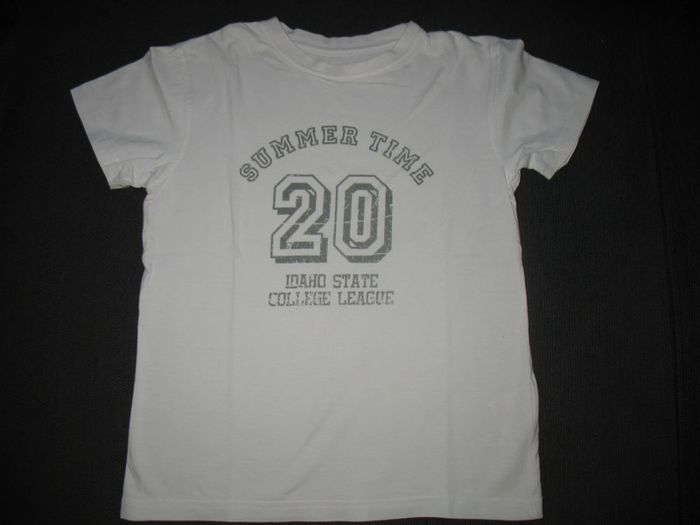 SUMMER TIME
20
IDAHO STATE
COLLEGE LEAGUE